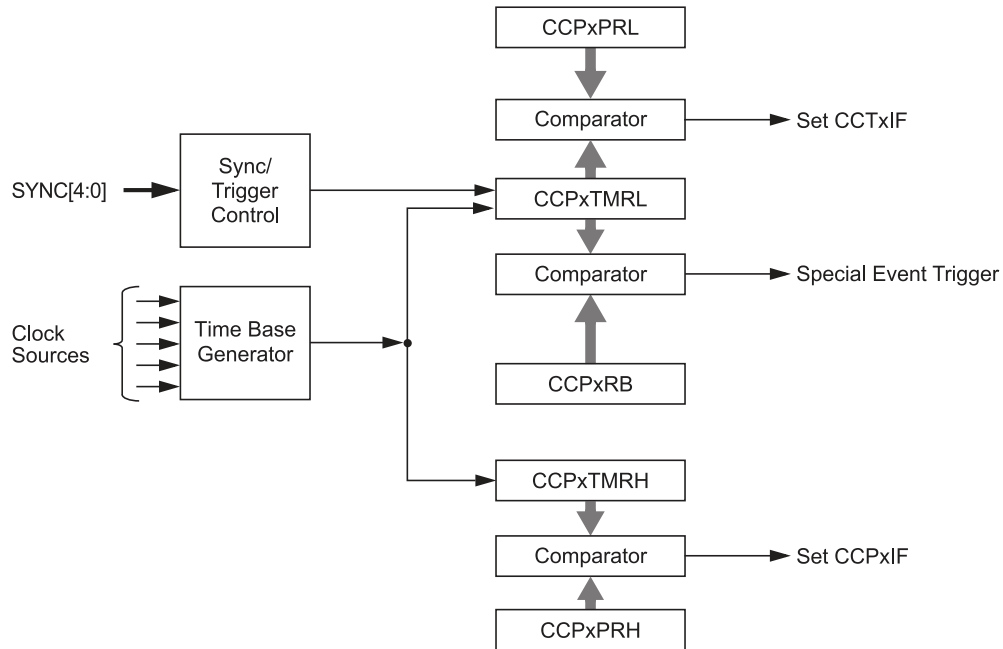 CCPxPRL
Comparator
Set CCTxIF
SYNC[4:0]
Sync/
Trigger
Control
CCPxTMRL
Comparator
Special Event Trigger
Clock
Sources
Time Base
Generator
CCPxRB
CCPxTMRH
Comparator
Set CCPxIF
CCPxPRH